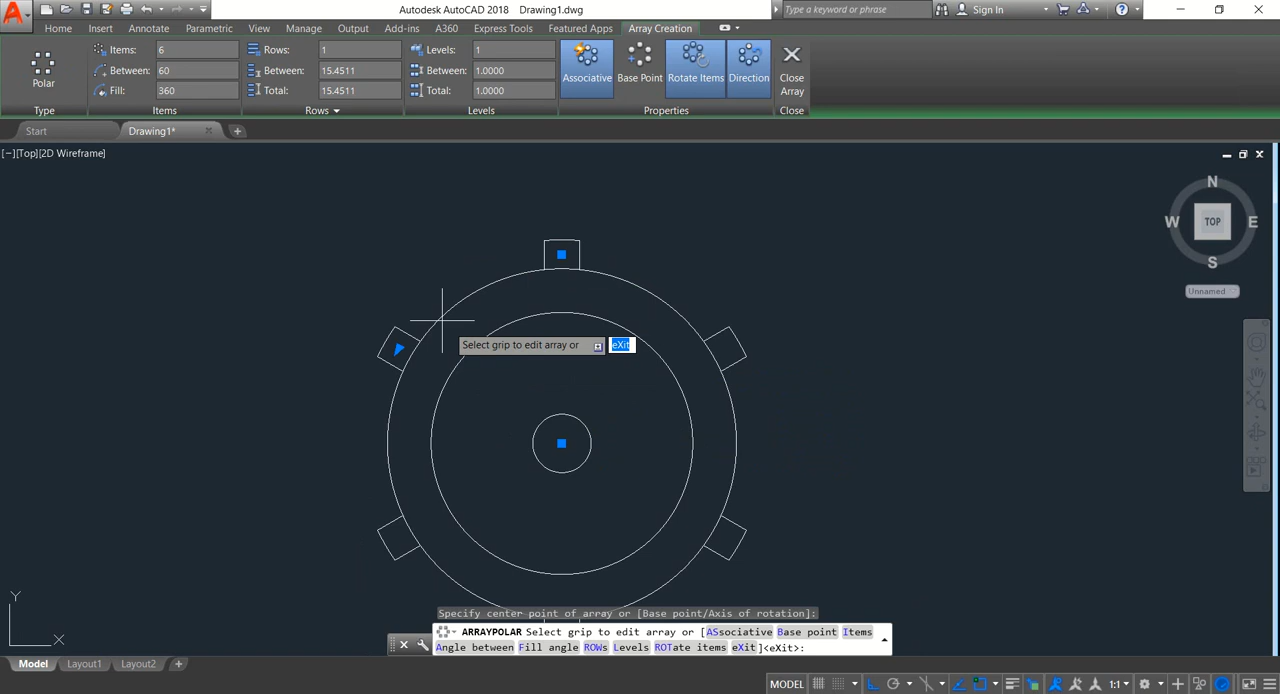 Autodesk AutoCAD 2018 Drawing1.dwg
Type a keyword or phrase
Sign In
Home Insert Annotate Parametric View Manage Output Add-ins A360 Express Tools Featured Apps Array Creation
Polar
Type
Items: 6
Between: 60
Fill: 360
Items
Rows: 1
Between: 15.4511
Total: 15.4511
Rows
Levels: 1
Between: 1.0000
Total: 1.0000
Levels
Associative
Base Point
Rotate Items
Direction
Properties
Close
Array
Close
Start
Drawing1*
[−][Top][2D Wireframe]
N
W
TOP
E
S
Unnamed
Select grip to edit array or eXit
Y
X
Specify center point of array or [Base point/Axis of rotation]:
ARRAYPOLAR Select grip to edit array or [ASsociative Base point Items
Angle between Fill angle ROWs Levels ROTate items eXit]<eXit>:
Model Layout1 Layout2
MODEL
1:1